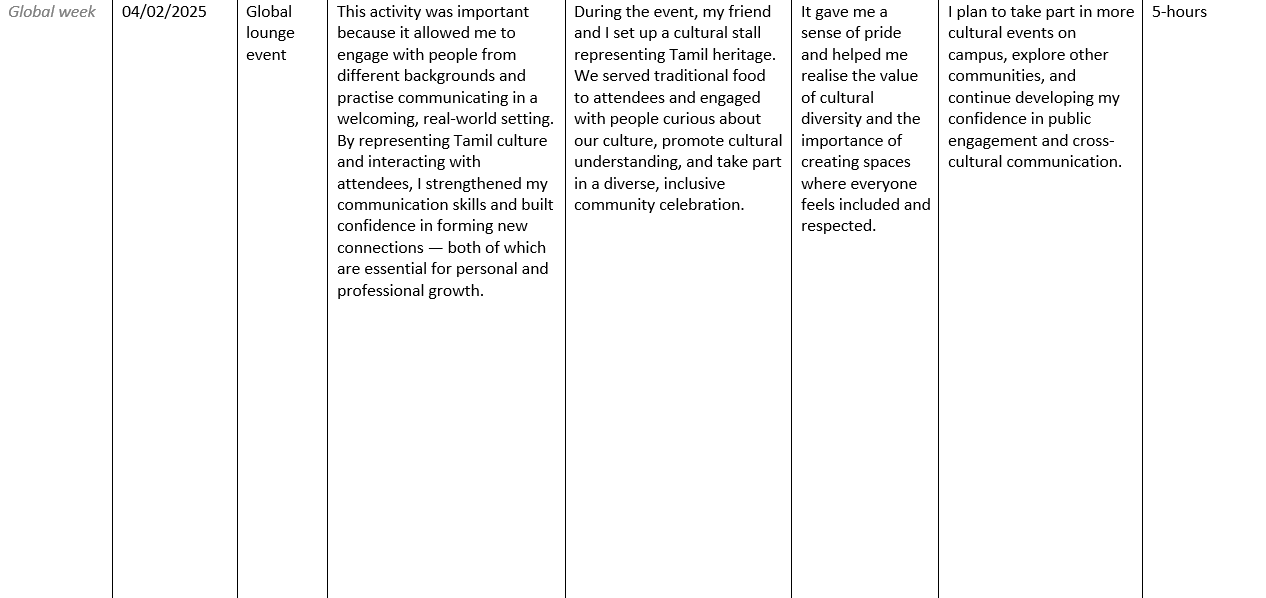 Global week
04/02/2025
Global
lounge
event
This activity was important
because it allowed me to
engage with people from
different backgrounds and
practise communicating in a
welcoming, real-world setting.
By representing Tamil culture
and interacting with
attendees, I strengthened my
communication skills and built
confidence in forming new
connections — both of which
are essential for personal and
professional growth.
During the event, my friend
and I set up a cultural stall
representing Tamil heritage.
We served traditional food
to attendees and engaged
with people curious about
our culture, promote cultural
understanding, and take part
in a diverse, inclusive
community celebration.
It gave me a
sense of pride
and helped me
realise the value
of cultural
diversity and the
importance of
creating spaces
where everyone
feels included and
respected.
I plan to take part in more
cultural events on
campus, explore other
communities, and
continue developing my
confidence in public
engagement and cross-
cultural communication.
5-hours